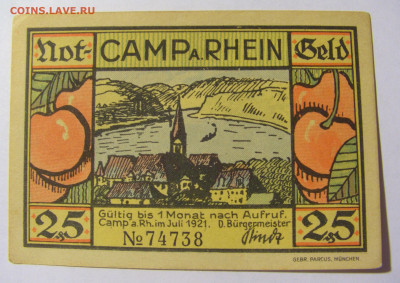 COINS.LAVE.RU
Not- CAMP A. RHEIN Geld
Gültig bis 1 Monat nach Aufruf.
Camp a. Rh. im Juli 1921. D. Bürgermeister
25 № 74738 25
GEBR. PARCUS, MÜNCHEN.